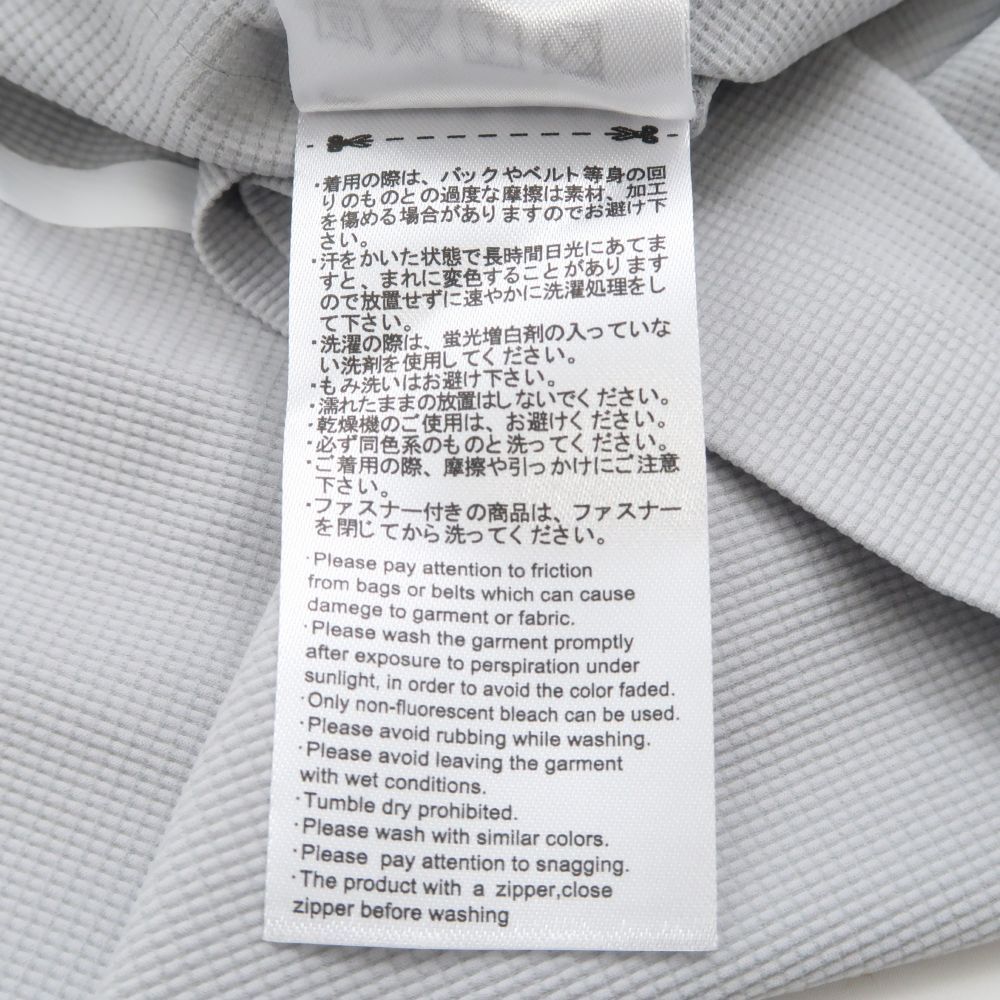 ・着用の際は、バックやベルト等身の回
りのものとの過度な摩擦は素材、加工
を傷める場合がありますのでお避け下
さい。
・汗をかいた状態で長時間日光にあてま
すと、まれに変色することがあります
ので放置せずに速やかに洗濯処理をし
て下さい。
・洗濯の際は、蛍光増白剤の入っていな
い洗剤を使用してください。
・もみ洗いはお避け下さい。
・濡れたままの放置はしないでください。
・乾燥機のご使用は、お避けください。
・必ず同色系のものと洗ってください。
・ご着用の際、摩擦や引っかけにご注意
下さい。
・ファスナー付きの商品は、ファスナー
を閉じてから洗ってください。
・Please pay attention to friction
from bags or belts which can cause
damege to garment or fabric.
・Please wash the garment promptly
after exposure to perspiration under
sunlight, in order to avoid the color faded.
・Only non-fluorescent bleach can be used.
・Please avoid rubbing while washing.
・Please avoid leaving the garment
with wet conditions.
・Tumble dry prohibited.
・Please wash with similar colors.
・Please pay attention to snagging.
・The product with a zipper,close
zipper before washing